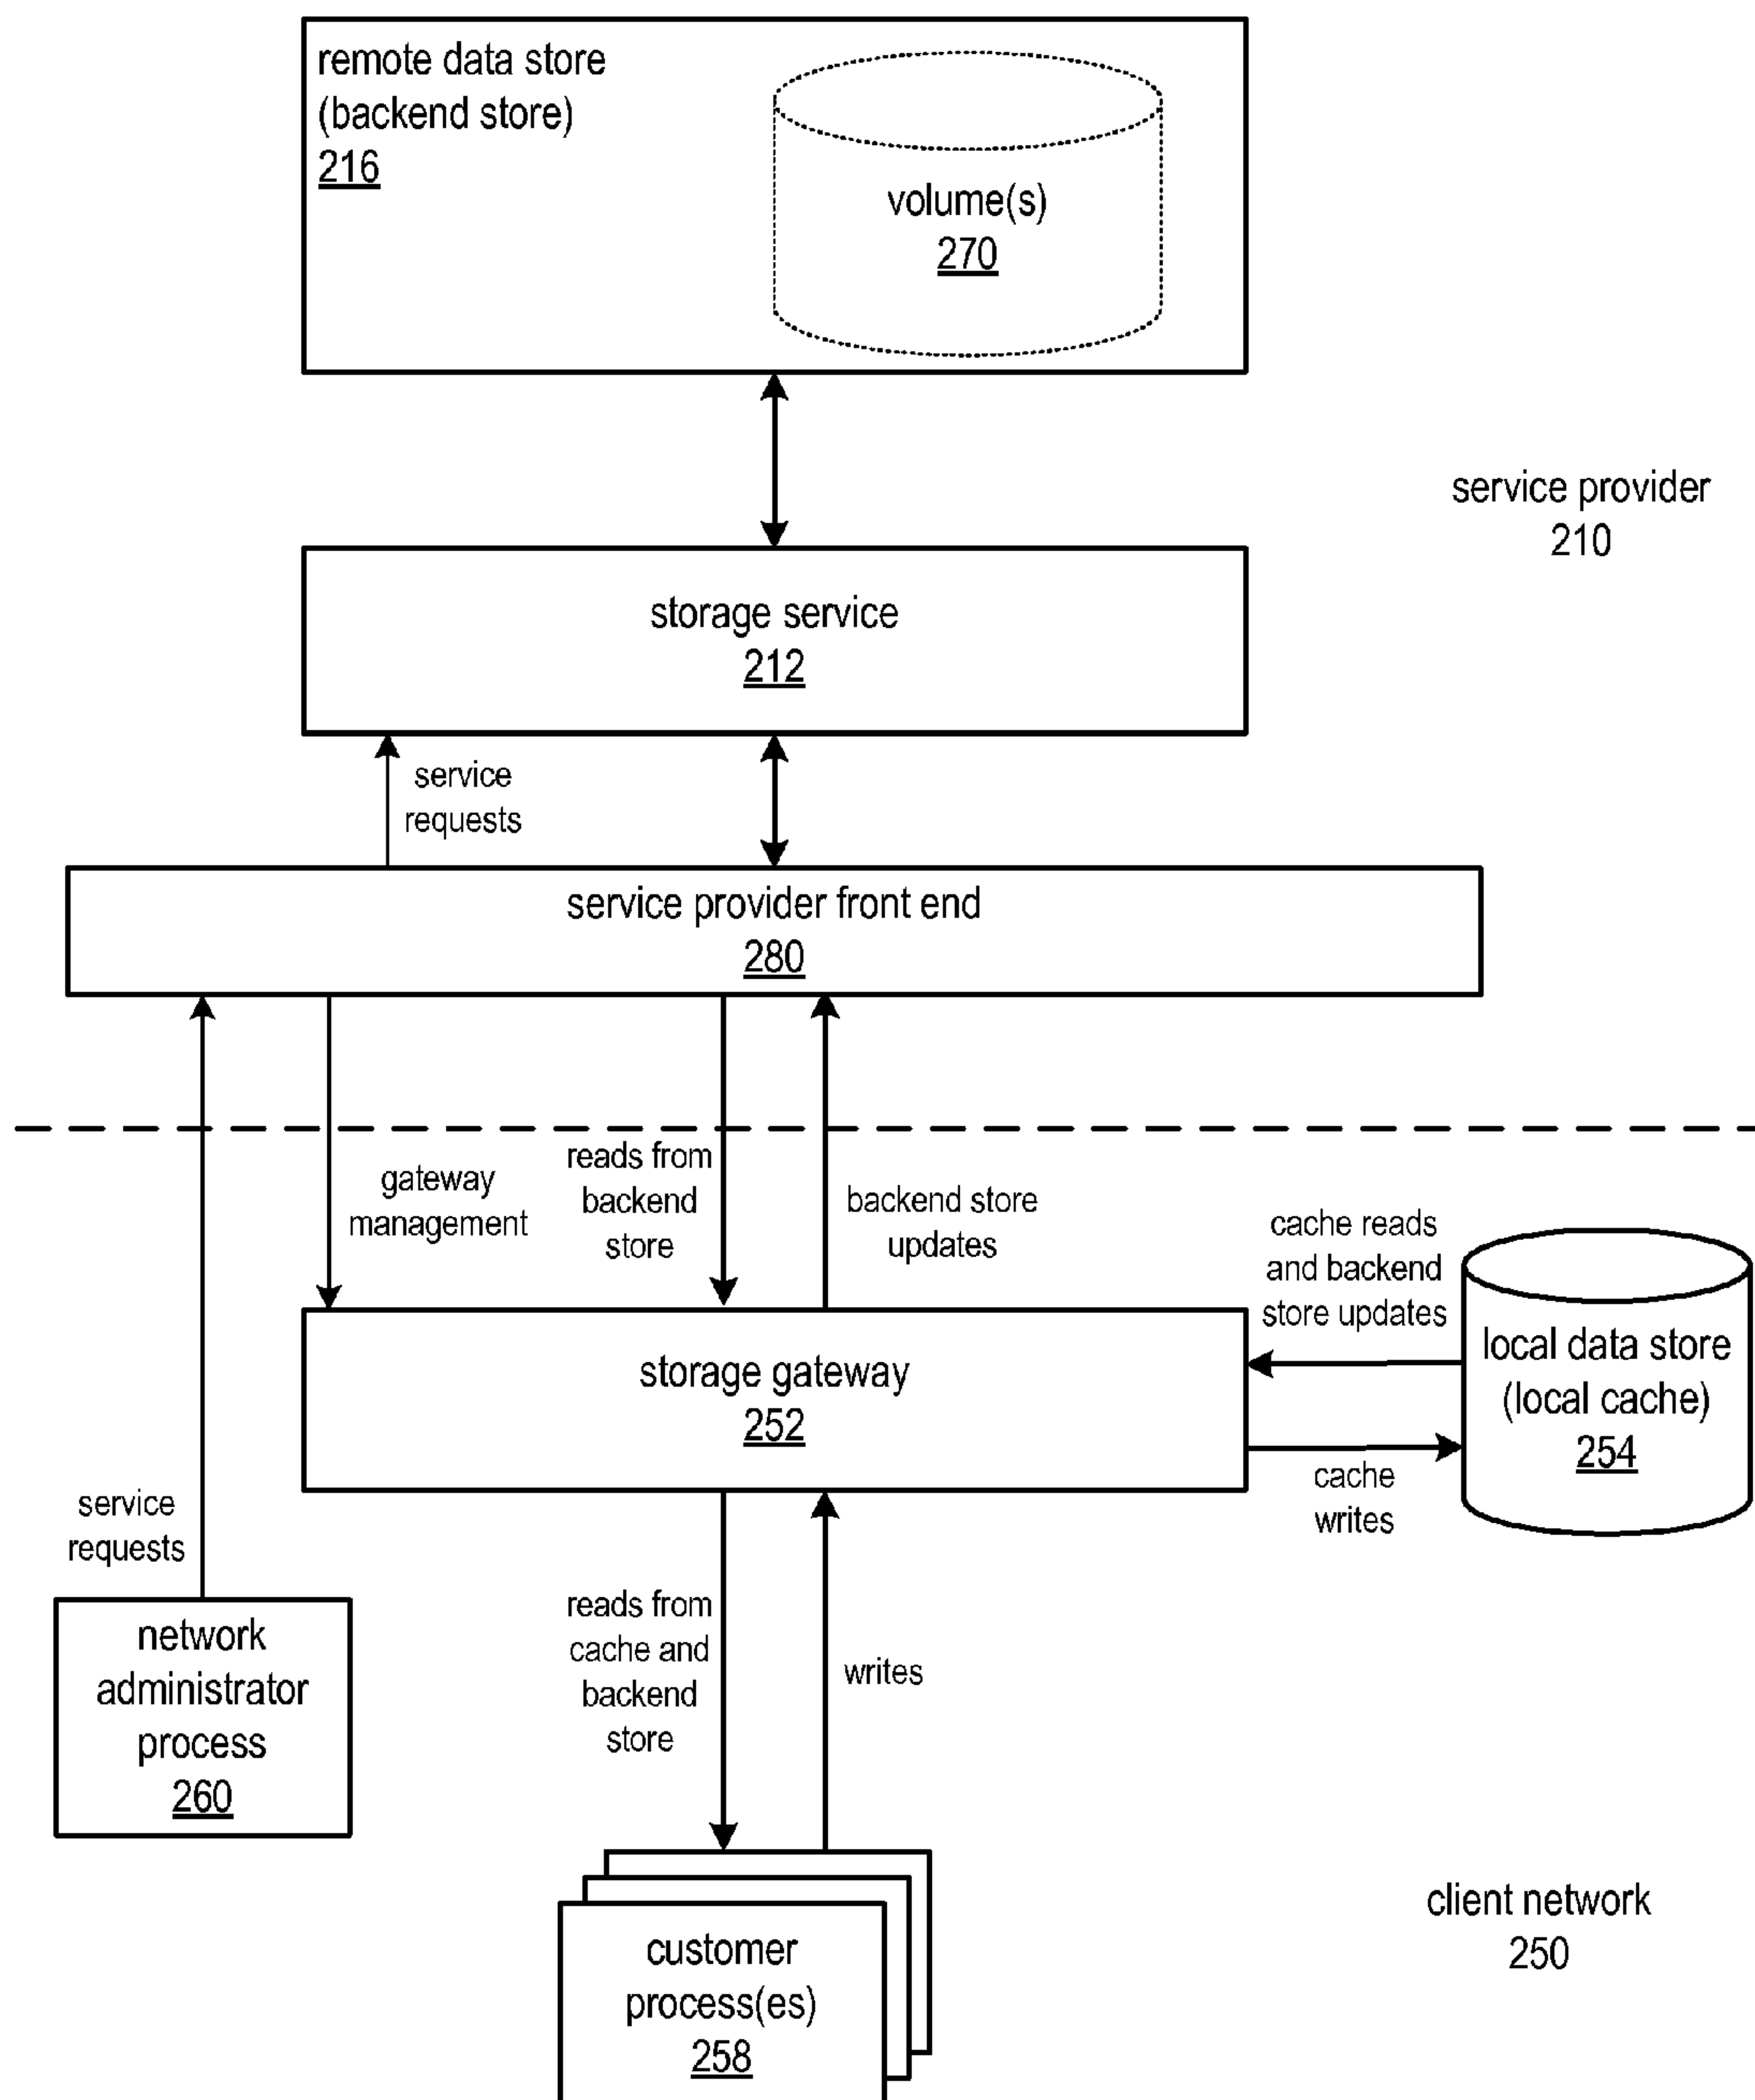 remote data store
(backend store)
216
volume(s)
270
service provider
210
storage service
212
service
requests
service provider front end
280
gateway
management
reads from
backend
store
backend store
updates
cache reads
and backend
store updates
local data store
(local cache)
254
storage gateway
252
cache
writes
service
requests
network
administrator
process
260
reads from
cache and
backend
store
writes
customer
process(es)
258
client network
250